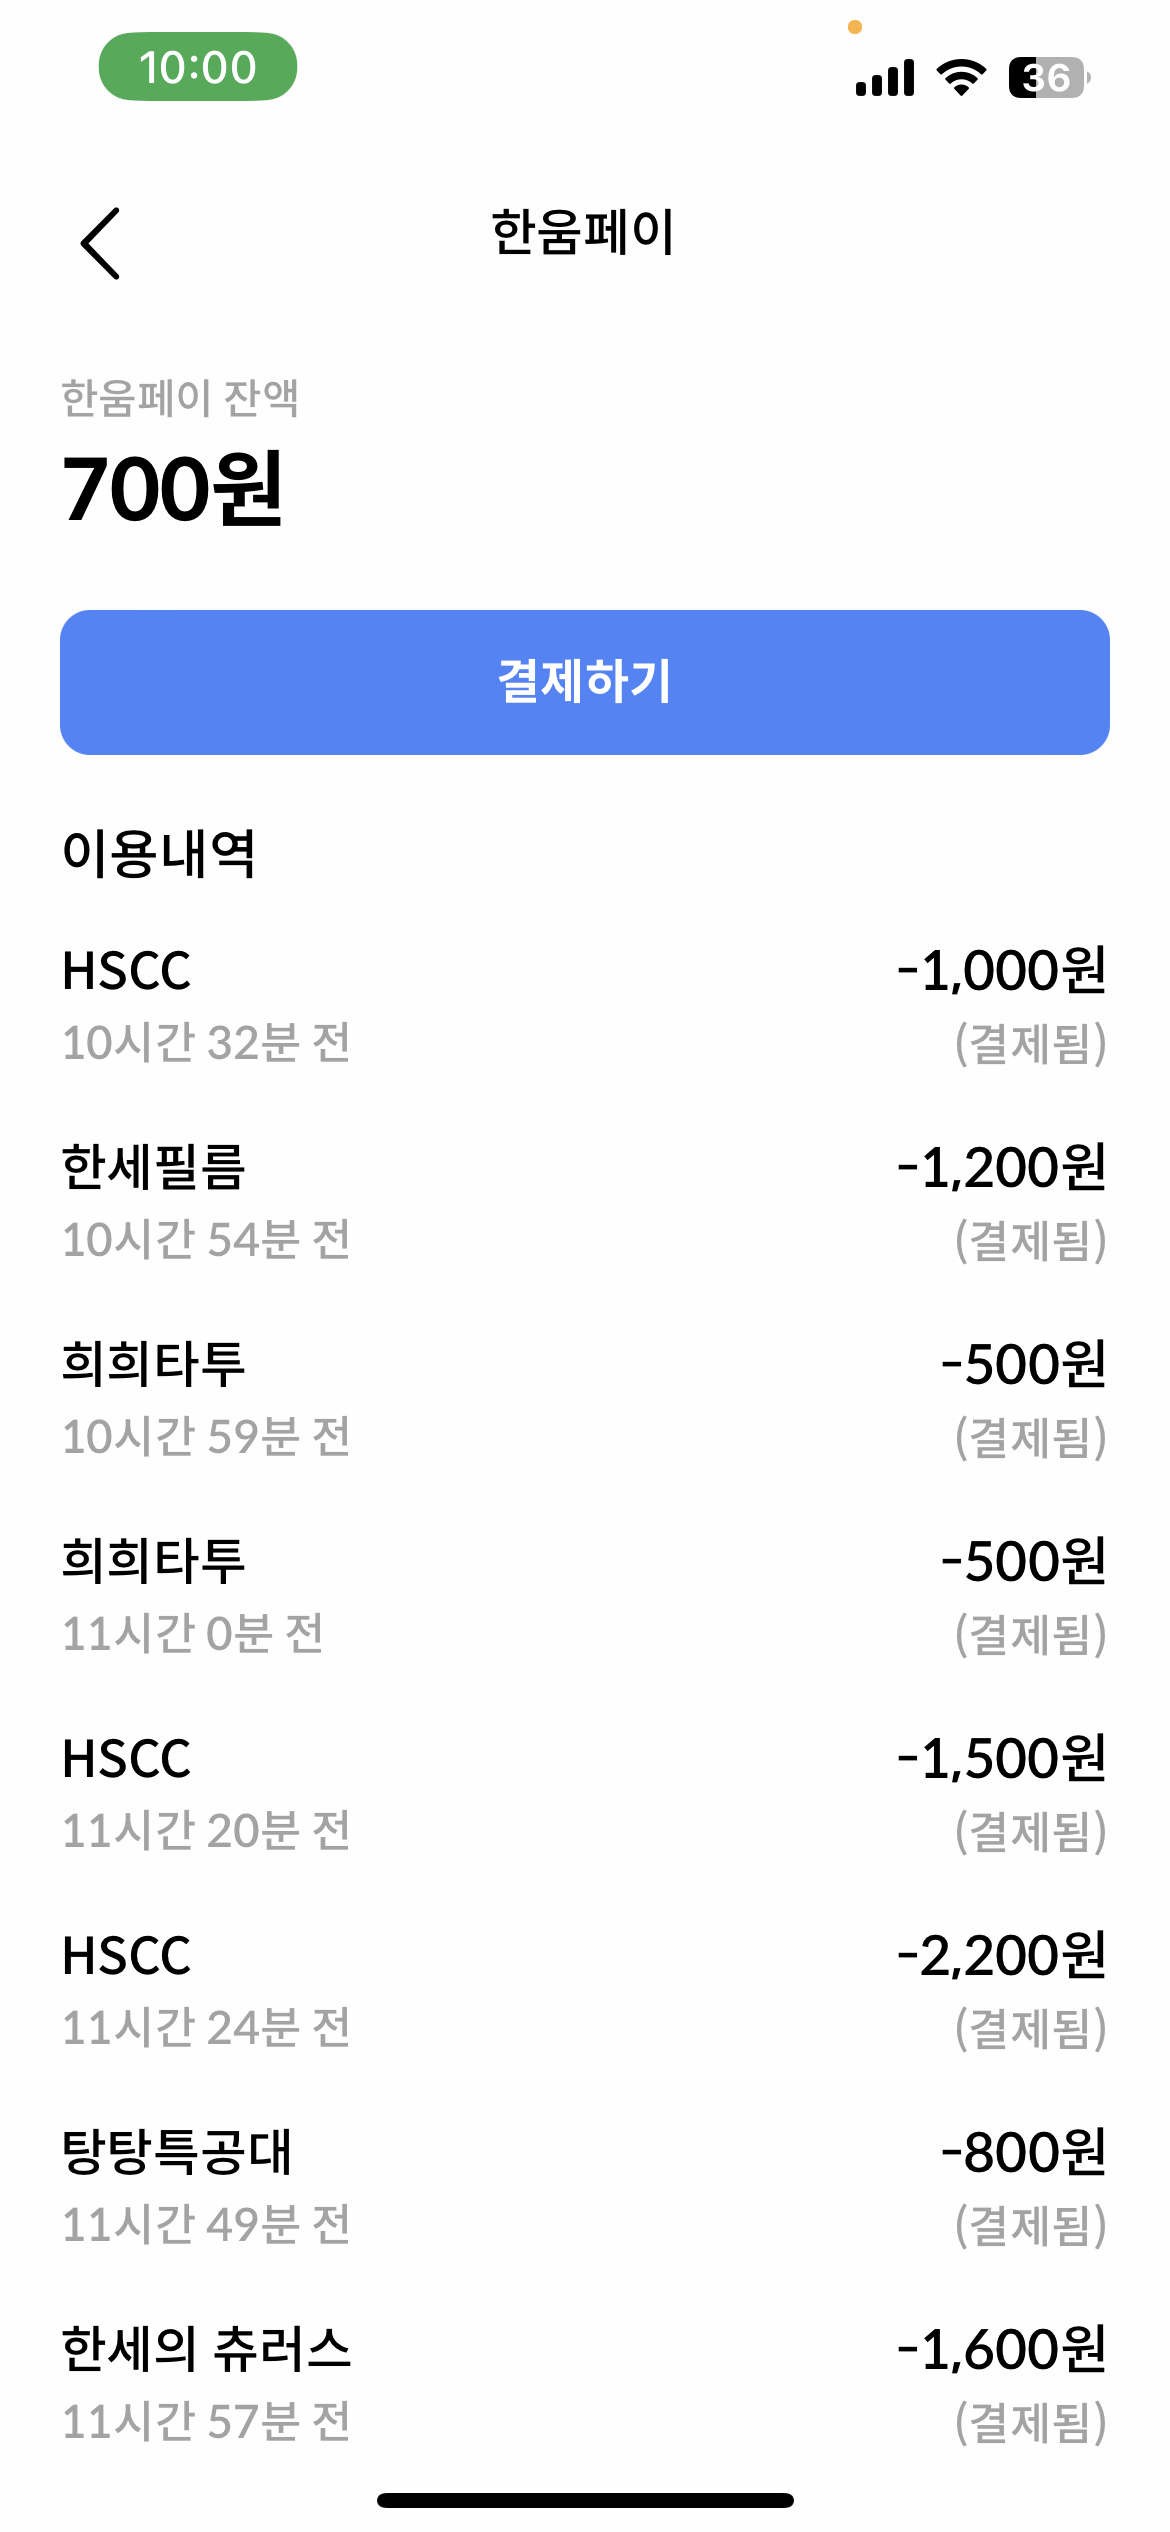 10:00
36
한움페이
한움페이 잔액
700원
결제하기
이용내역
HSCC
-1,000원
10시간 32분 전
(결제됨)
한세필름
-1,200원
10시간 54분 전
(결제됨)
희희타투
-500원
10시간 59분 전
(결제됨)
희희타투
-500원
11시간 0분 전
(결제됨)
HSCC
-1,500원
11시간 20분 전
(결제됨)
HSCC
-2,200원
11시간 24분 전
(결제됨)
탕탕특공대
-800원
11시간 49분 전
(결제됨)
한세의 츄러스
-1,600원
11시간 57분 전
(결제됨)